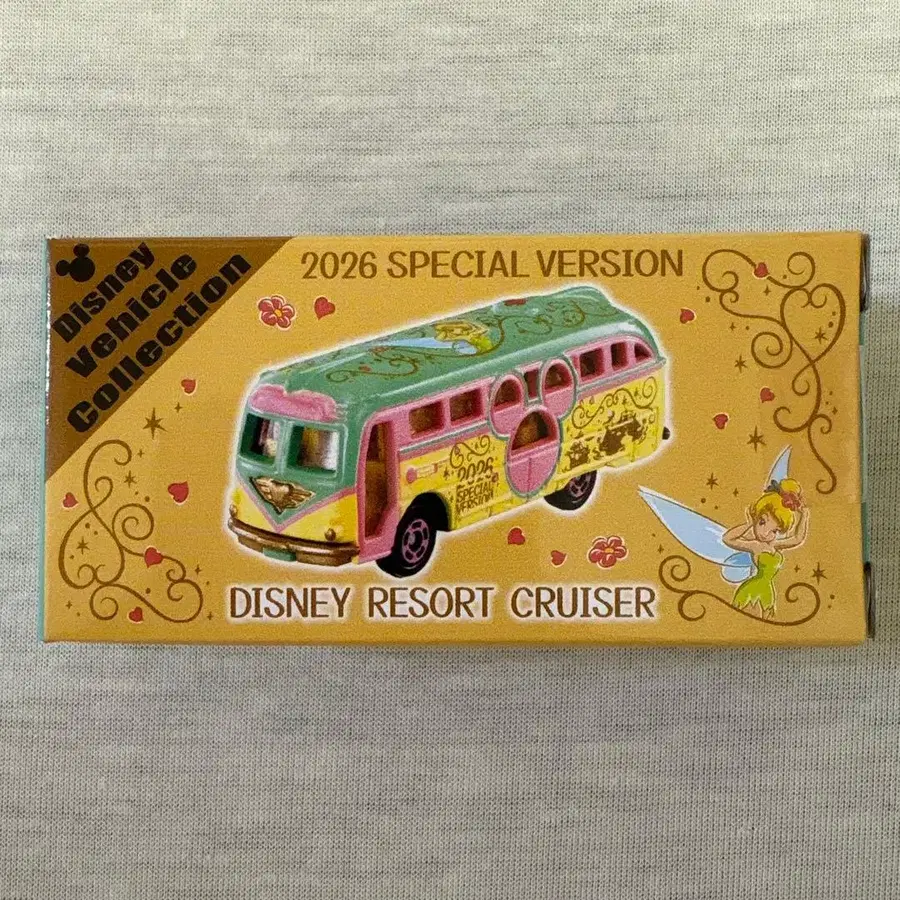 Disney
Vehicle
Collection
2026 SPECIAL VERSION
2026
SPECIAL
VERSION
DISNEY RESORT CRUISER